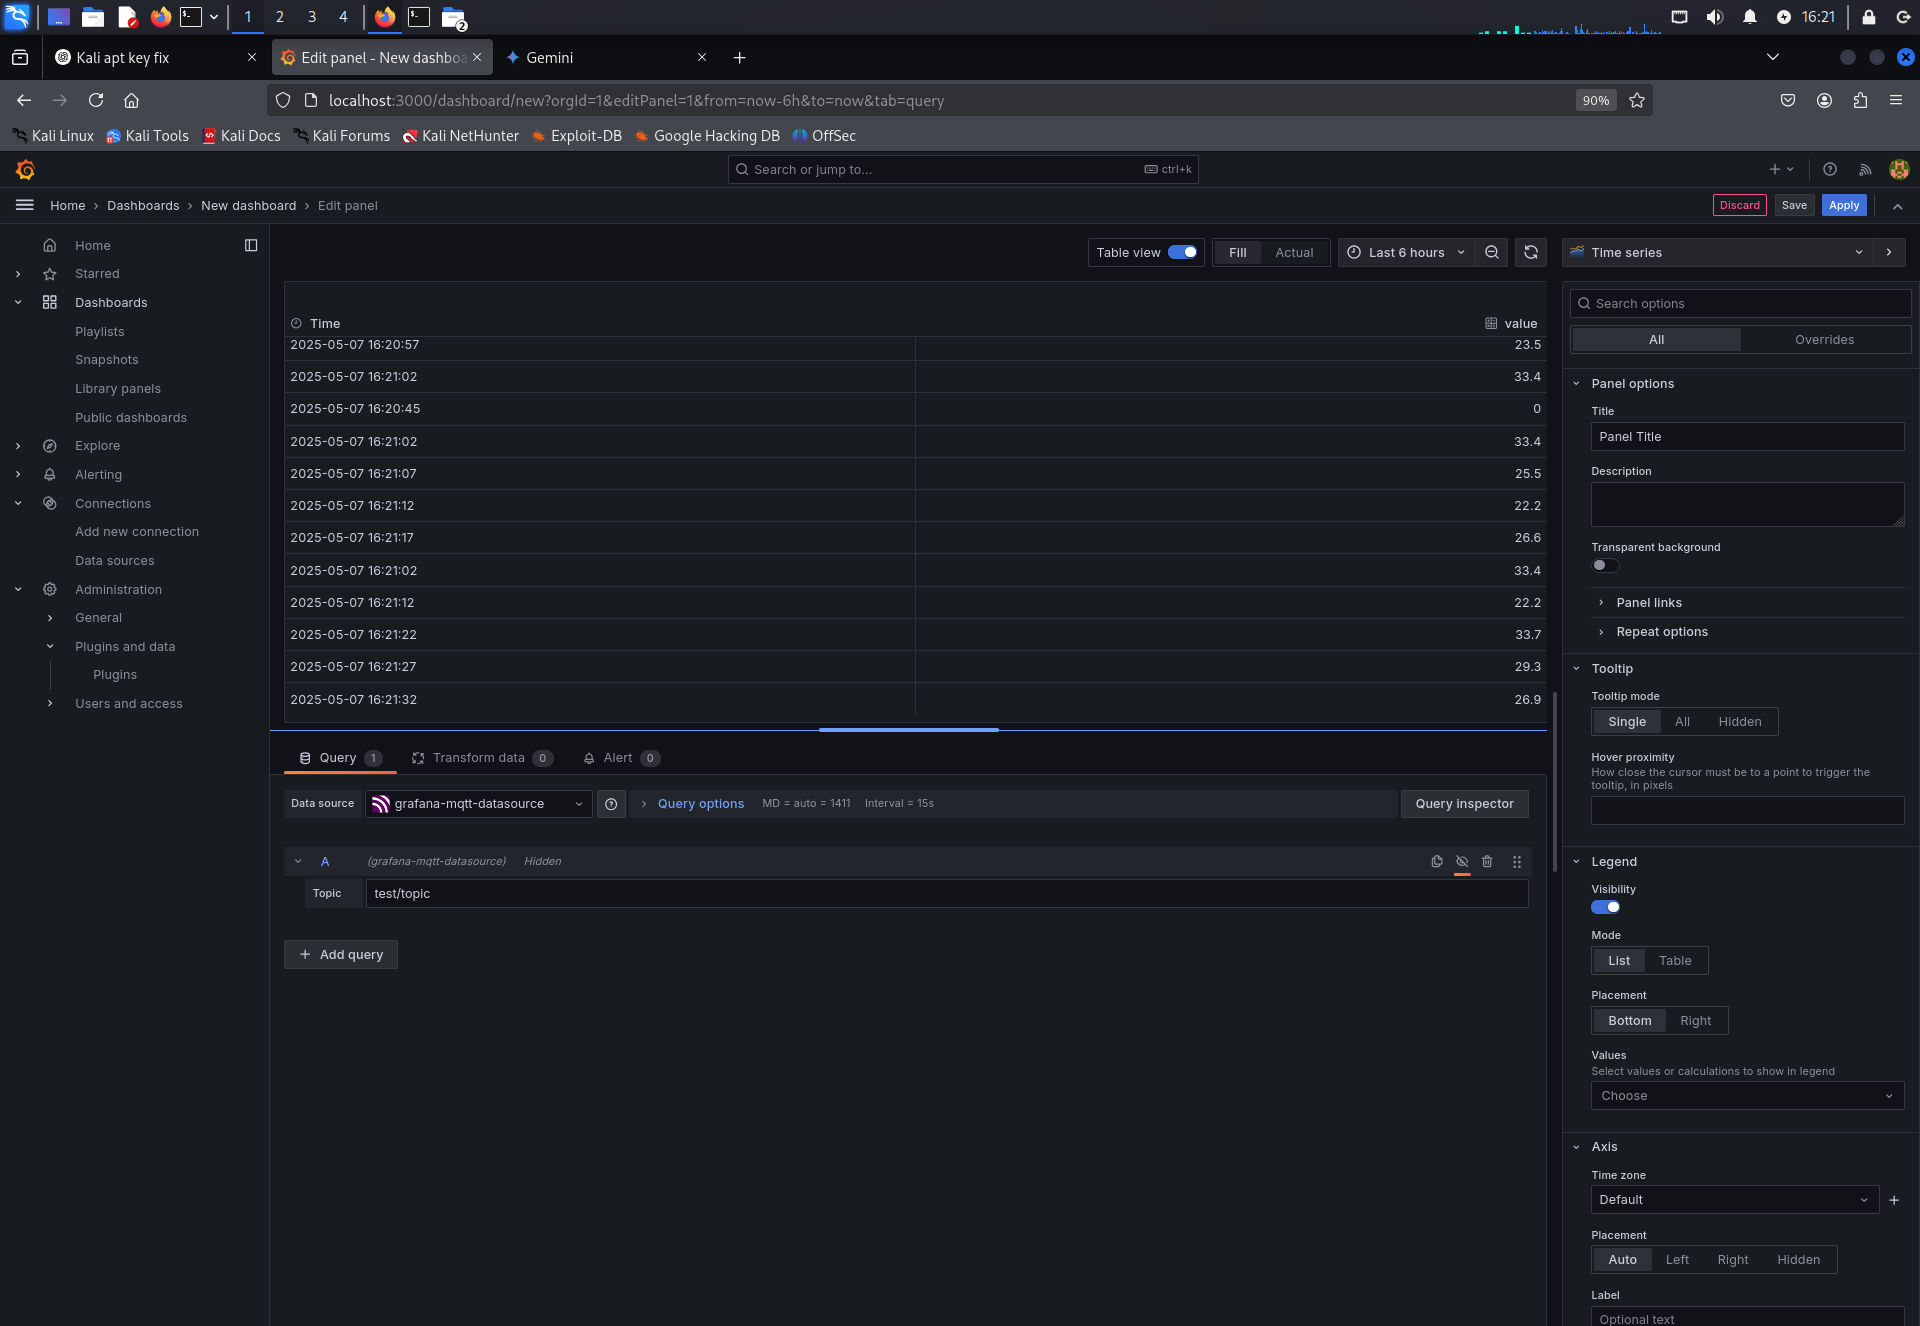 1 2 3 4 2 16:21
Kali apt key fix Edit panel - New dashboa Gemini
localhost:3000/dashboard/new?orgId=1&editPanel=1&from=now-6h&to=now&tab=query 90%
Kali Linux Kali Tools Kali Docs Kali Forums Kali NetHunter Exploit-DB Google Hacking DB OffSec
Search or jump to... ctrl+k
Home › Dashboards › New dashboard › Edit panel Discard Save Apply
Home
Starred
Dashboards
Playlists
Snapshots
Library panels
Public dashboards
Explore
Alerting
Connections
Add new connection
Data sources
Administration
General
Plugins and data
Plugins
Users and access
Table view Fill Actual Last 6 hours
Time value
2025-05-07 16:20:57 23.5
2025-05-07 16:21:02 33.4
2025-05-07 16:20:45 0
2025-05-07 16:21:02 33.4
2025-05-07 16:21:07 25.5
2025-05-07 16:21:12 22.2
2025-05-07 16:21:17 26.6
2025-05-07 16:21:02 33.4
2025-05-07 16:21:12 22.2
2025-05-07 16:21:22 33.7
2025-05-07 16:21:27 29.3
2025-05-07 16:21:32 26.9
Query 1 Transform data 0 Alert 0
Data source grafana-mqtt-datasource Query options MD = auto = 1411 Interval = 15s Query inspector
A (grafana-mqtt-datasource) Hidden
Topic test/topic
+ Add query
Time series
Search options
All Overrides
Panel options
Title
Panel Title
Description
Transparent background
Panel links
Repeat options
Tooltip
Tooltip mode
Single All Hidden
Hover proximity
How close the cursor must be to a point to trigger the
tooltip, in pixels
Legend
Visibility
Mode
List Table
Placement
Bottom Right
Values
Select values or calculations to show in legend
Choose
Axis
Time zone
Default
Placement
Auto Left Right Hidden
Label
Optional text